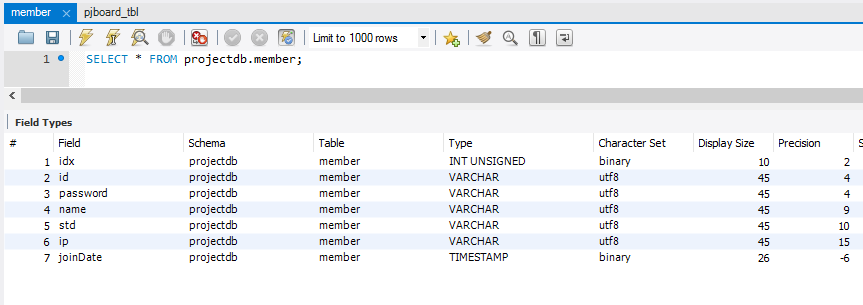 member × pjboard_tbl
Limit to 1000 rows
1 SELECT * FROM projectdb.member;
Field Types
# Field Schema Table Type Character Set Display Size Precision S
1 idx projectdb member INT UNSIGNED binary 10 2
2 id projectdb member VARCHAR utf8 45 4
3 password projectdb member VARCHAR utf8 45 4
4 name projectdb member VARCHAR utf8 45 9
5 std projectdb member VARCHAR utf8 45 10
6 ip projectdb member VARCHAR utf8 45 15
7 joinDate projectdb member TIMESTAMP binary 26 -6